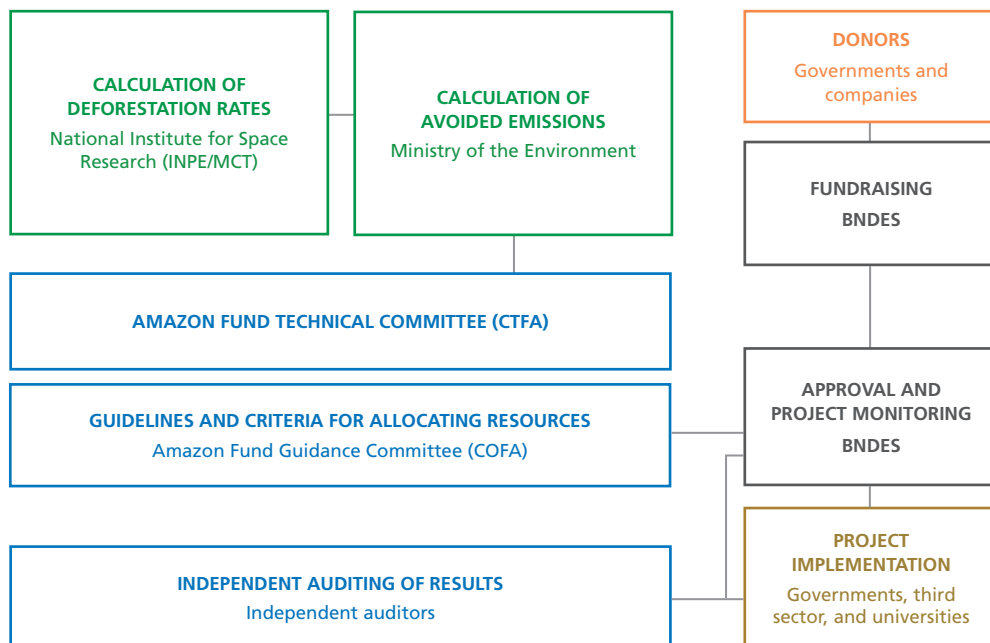 CALCULATION OF
DEFORESTATION RATES
National Institute for Space
Research (INPE/MCT)
CALCULATION OF
AVOIDED EMISSIONS
Ministry of the Environment
DONORS
Governments and
companies
FUNDRAISING
BNDES
AMAZON FUND TECHNICAL COMMITTEE (CTFA)
GUIDELINES AND CRITERIA FOR ALLOCATING RESOURCES
Amazon Fund Guidance Committee (COFA)
APPROVAL AND
PROJECT MONITORING
BNDES
INDEPENDENT AUDITING OF RESULTS
Independent auditors
PROJECT
IMPLEMENTATION
Governments, third
sector, and universities